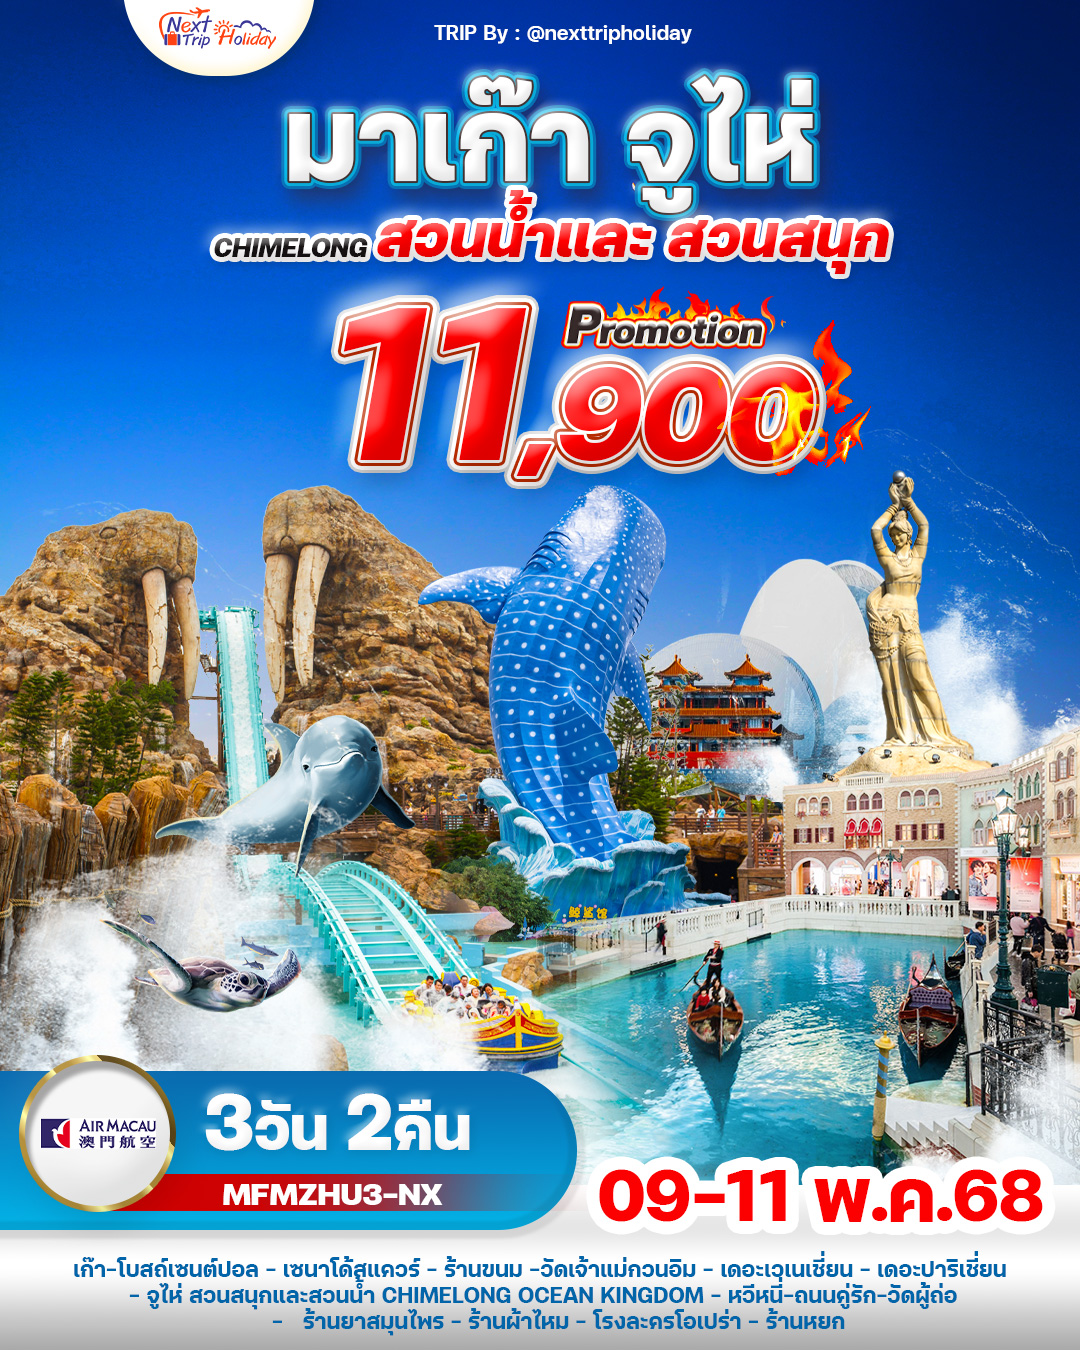 Next Trip Holiday
TRIP By : @nexttripholiday
มาเก๊า จูไห่
CHIMELONG สวนน้ำและ สวนสนุก
Promotion
11,900
鲸鲨馆
AIR MACAU
澳門航空
3วัน 2คืน
MFMZHU3-NX
09-11 พ.ค.68
เก๊า-โบสถ์เซนต์ปอล - เซนาโด้สแควร์ - ร้านขนม -วัดเจ้าแม่กวนอิม - เดอะเวเนเชี่ยน - เดอะปาริเชี่ยน
- จูไห่ สวนสนุกและสวนน้ำ CHIMELONG OCEAN KINGDOM - หวีหนี่-ถนนคู่รัก-วัดผู้ถ่อ
- ร้านยาสมุนไพร - ร้านผ้าไหม - โรงละครโอเปร่า - ร้านหยก